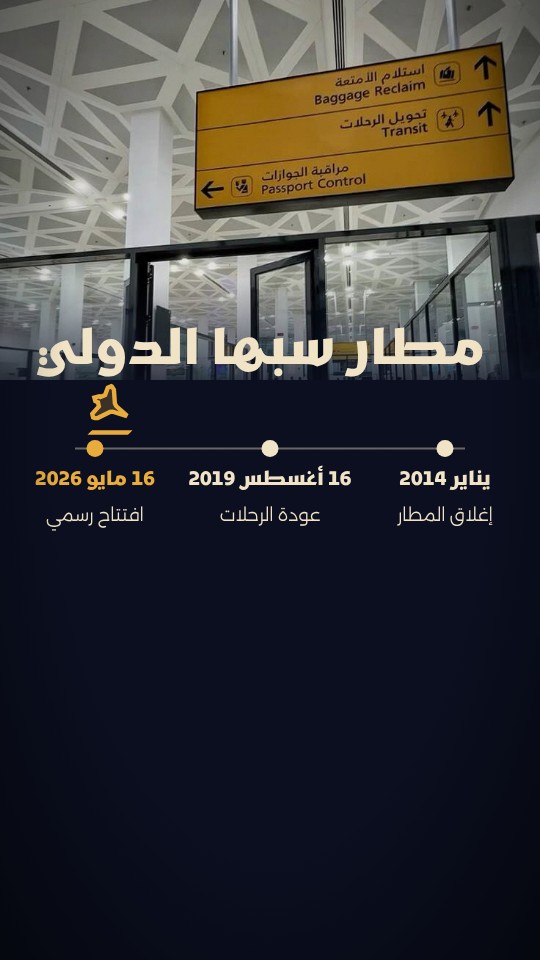 استلام الأمتعة
Baggage Reclaim
تحويل الرحلات
Transit
مراقبة الجوازات
Passport Control
مطار سبها الدولي
يناير 2014
إغلاق المطار
16 أغسطس 2019
عودة الرحلات
16 مايو 2026
افتتاح رسمي